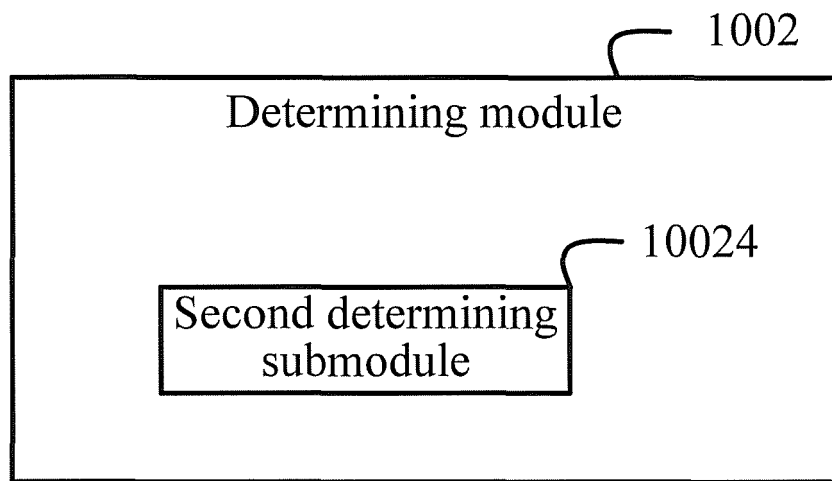 1002
Determining module
10024
Second determining
submodule